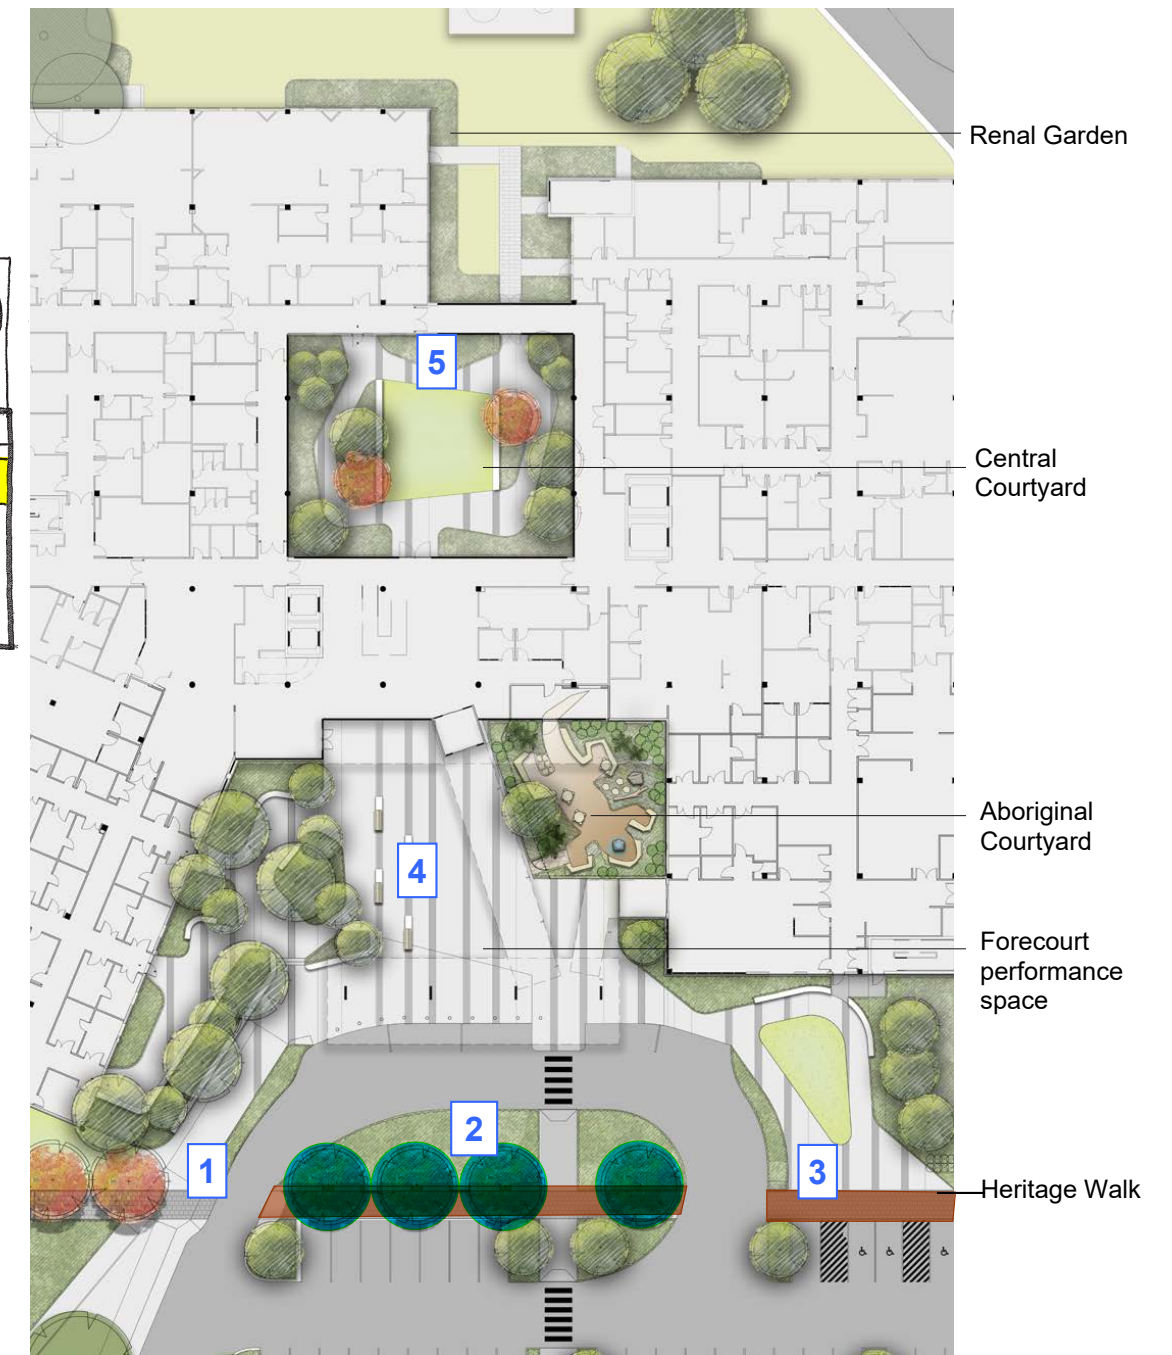 Renal Garden
5
Central
Courtyard
Aboriginal
Courtyard
4
Forecourt
performance
space
2
1
3
Heritage Walk